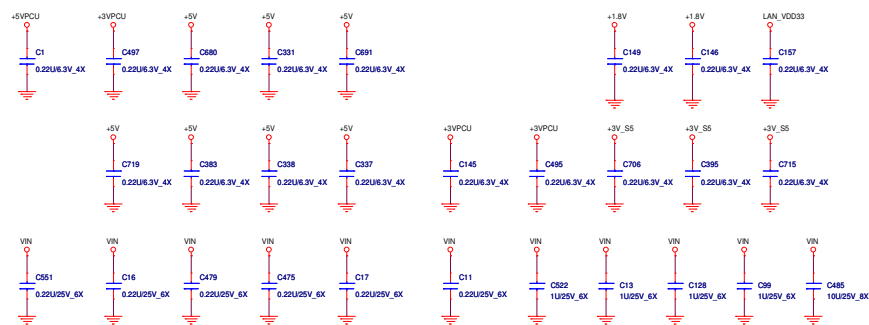 +5VPCU +3VPCU +5V +5V +5V +1.8V +1.8V LAN_VDD33
C1 C497 C680 C331 C691 C149 C146 C157
0.22U/6.3V_4X 0.22U/6.3V_4X 0.22U/6.3V_4X 0.22U/6.3V_4X 0.22U/6.3V_4X 0.22U/6.3V_4X 0.22U/6.3V_4X 0.22U/6.3V_4X
+5V +5V +5V +5V +3VPCU +3VPCU +3V_S5 +3V_S5 +3V_S5
C719 C383 C338 C337 C145 C495 C706 C395 C715
0.22U/6.3V_4X 0.22U/6.3V_4X 0.22U/6.3V_4X 0.22U/6.3V_4X 0.22U/6.3V_4X 0.22U/6.3V_4X 0.22U/6.3V_4X 0.22U/6.3V_4X 0.22U/6.3V_4X
VIN VIN VIN VIN VIN VIN VIN VIN VIN VIN VIN
C551 C16 C479 C475 C17 C11 C522 C13 C128 C99 C485
0.22U/25V_6X 0.22U/25V_6X 0.22U/25V_6X 0.22U/25V_6X 0.22U/25V_6X 0.22U/25V_6X 1U/25V_6X 1U/25V_6X 1U/25V_6X 1U/25V_6X 10U/25V_8X